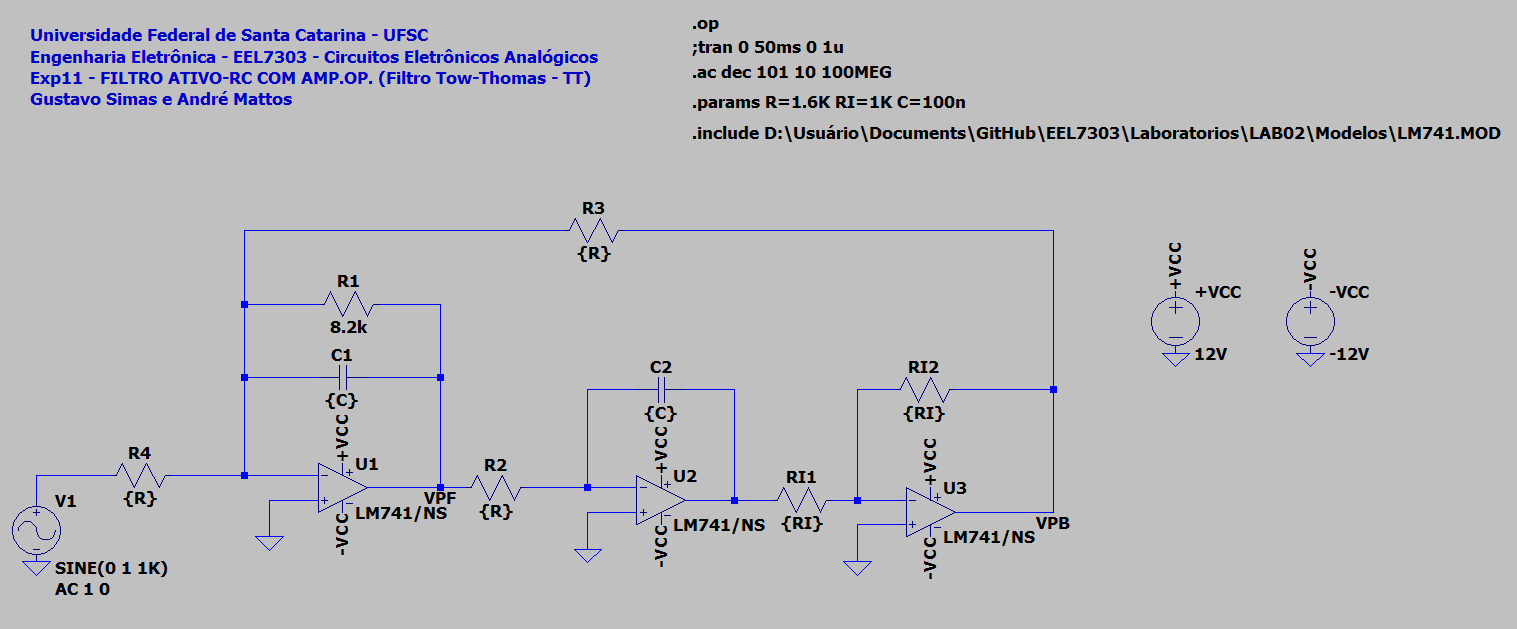 Universidade Federal de Santa Catarina - UFSC
Engenharia Eletrônica - EEL7303 - Circuitos Eletrônicos Analógicos
Exp11 - FILTRO ATIVO-RC COM AMP.OP. (Filtro Tow-Thomas - TT)
Gustavo Simas e André Mattos
.op
;tran 0 50ms 0 1u
.ac dec 101 10 100MEG
.params R=1.6K RI=1K C=100n
.include D:\Usuário\Documents\GitHub\EEL7303\Laboratorios\LAB02\Modelos\LM741.MOD
R3
{R}
R1
8.2k
C1
{C}
+VCC
U1
-VCC
LM741/NS
VPF
R4
{R}
V1
SINE(0 1 1K)
AC 1 0
R2
{R}
C2
{C}
+VCC
U2
-VCC
LM741/NS
RI1
{RI}
RI2
{RI}
+VCC
U3
-VCC
LM741/NS
VPB
+VCC
+VCC
12V
-VCC
-VCC
-12V